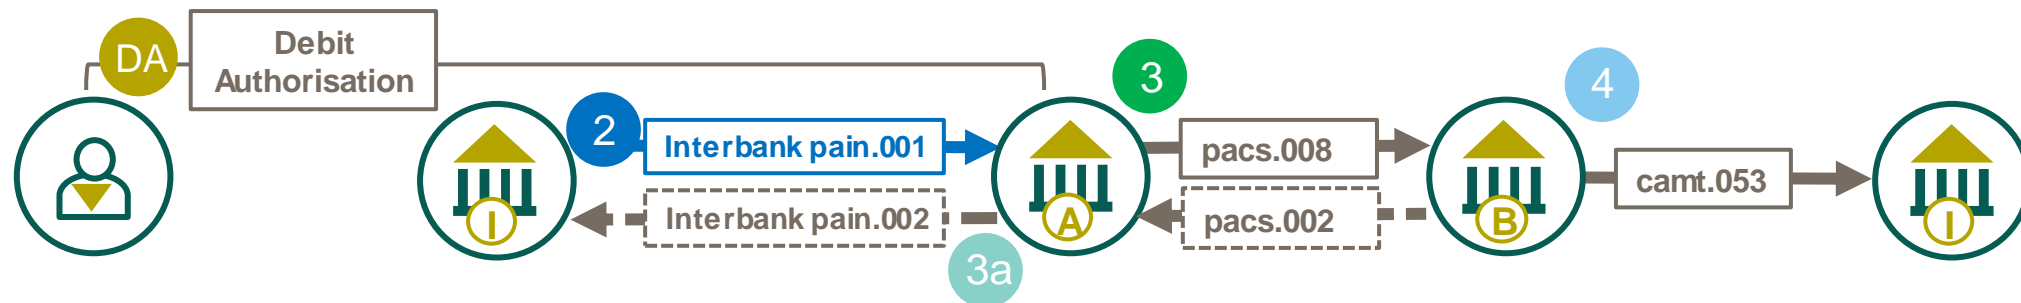 DA
Debit
Authorisation
2
Interbank pain.001
Interbank pain.002
3a
I
A
3
pacs.008
pacs.002
B
4
camt.053
I